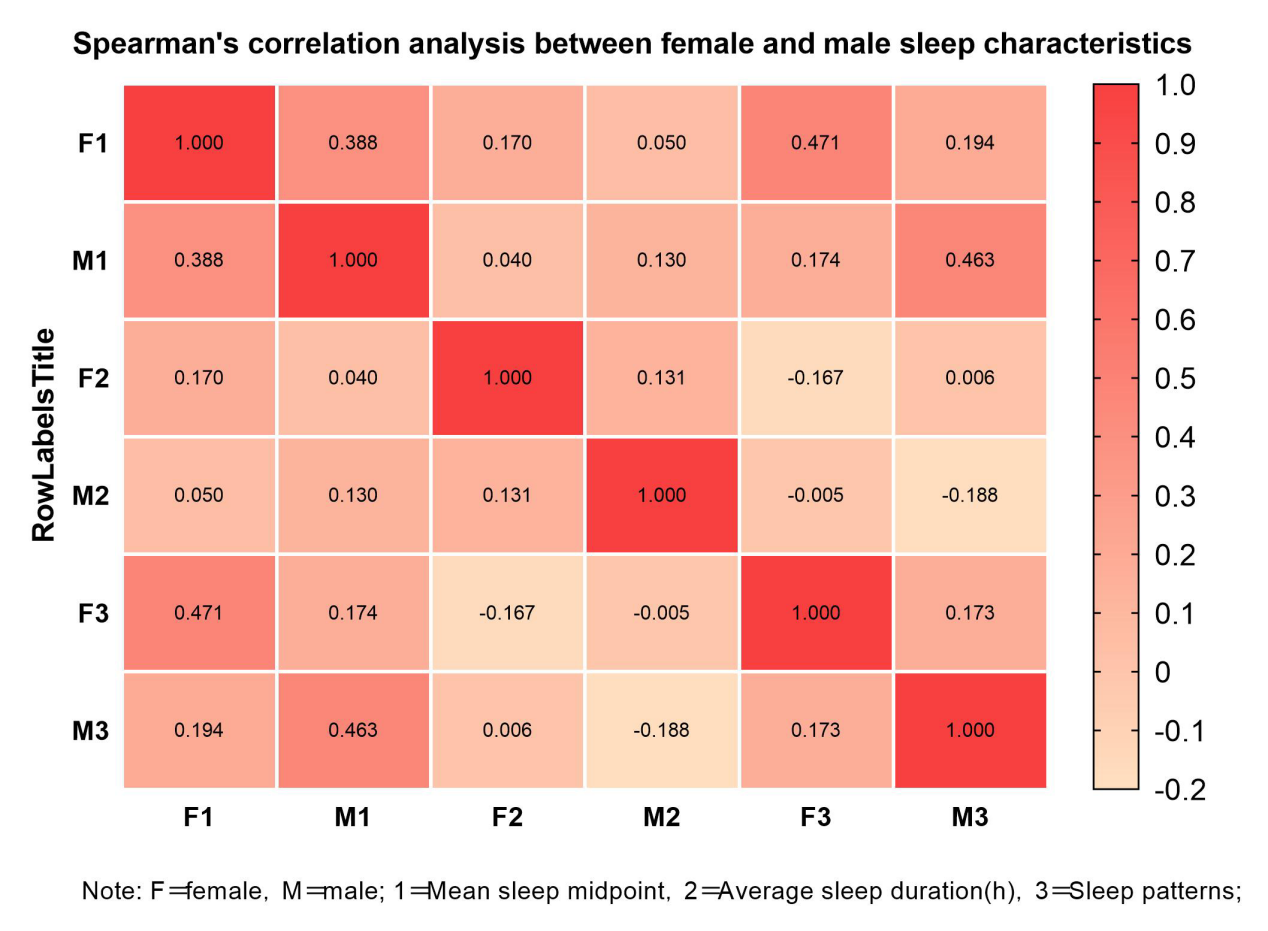 Spearman's correlation analysis between female and male sleep characteristics
RowLabelsTitle
F1 1.000 0.388 0.170 0.050 0.471 0.194
M1 0.388 1.000 0.040 0.130 0.174 0.463
F2 0.170 0.040 1.000 0.131 -0.167 0.006
M2 0.050 0.130 0.131 1.000 -0.005 -0.188
F3 0.471 0.174 -0.167 -0.005 1.000 0.173
M3 0.194 0.463 0.006 -0.188 0.173 1.000
F1 M1 F2 M2 F3 M3
1.0
0.9
0.8
0.7
0.6
0.5
0.4
0.3
0.2
0.1
0
-0.1
-0.2
Note: F=female, M=male; 1=Mean sleep midpoint, 2=Average sleep duration(h), 3=Sleep patterns;